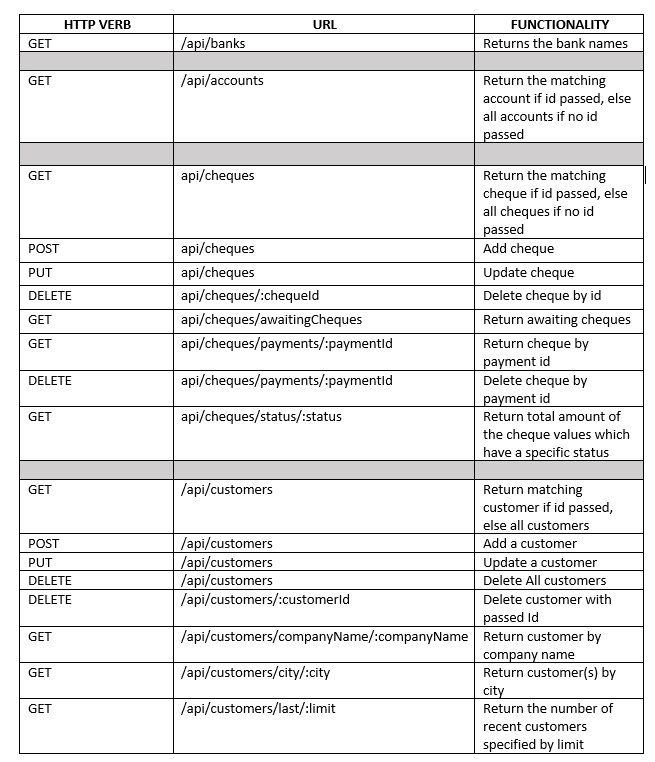 HTTP VERB URL FUNCTIONALITY
GET /api/banks Returns the bank names
GET /api/accounts Return the matching
account if id passed, else
all accounts if no id
passed
GET api/cheques Return the matching
cheque if id passed, else
all cheques if no id
passed
POST api/cheques Add cheque
PUT api/cheques Update cheque
DELETE api/cheques/:chequeId Delete cheque by id
GET api/cheques/awaitingCheques Return awaiting cheques
GET api/cheques/payments/:paymentId Return cheque by
payment id
DELETE api/cheques/payments/:paymentId Delete cheque by
payment id
GET api/cheques/status/:status Return total amount of
the cheque values which
have a specific status
GET /api/customers Return matching
customer if id passed,
else all customers
POST /api/customers Add a customer
PUT /api/customers Update a customer
DELETE /api/customers Delete All customers
DELETE /api/customers/:customerId Delete customer with
passed Id
GET /api/customers/companyName/:companyName Return customer by
company name
GET /api/customers/city/:city Return customer(s) by
city
GET /api/customers/last/:limit Return the number of
recent customers
specified by limit